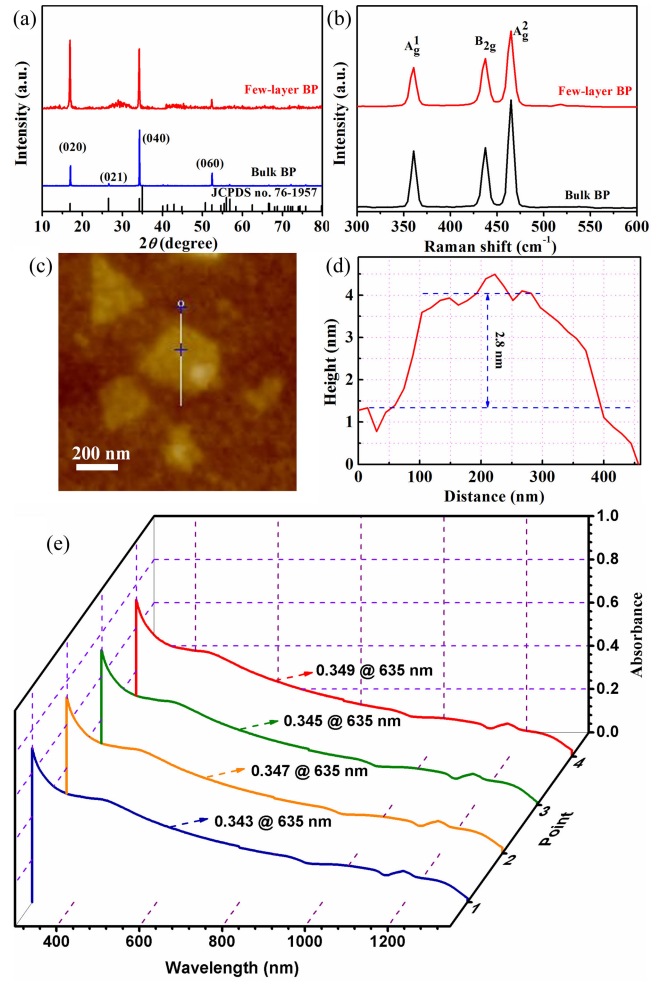 (a)
Intensity (a.u.)
Few-layer BP
(020)
(021)
(040)
(060)
Bulk BP
JCPDS no. 76-1957
10 20 30 40 50 60 70 80
2θ (degree)
(b)
Intensity (a.u.)
A_g^1
B_2g
A_g^2
Few-layer BP
Bulk BP
300 350 400 450 500 550 600
Raman shift (cm⁻¹)
(c)
200 nm
(d)
Height (nm)
4
3
2
1
0
2.8 nm
0 100 200 300 400
Distance (nm)
(e)
1.0
0.8
0.6
0.4
0.2
0.0
Absorbance
0.349 @ 635 nm
0.345 @ 635 nm
0.347 @ 635 nm
0.343 @ 635 nm
4
3
2
1
Point
400 600 800 1000 1200
Wavelength (nm)